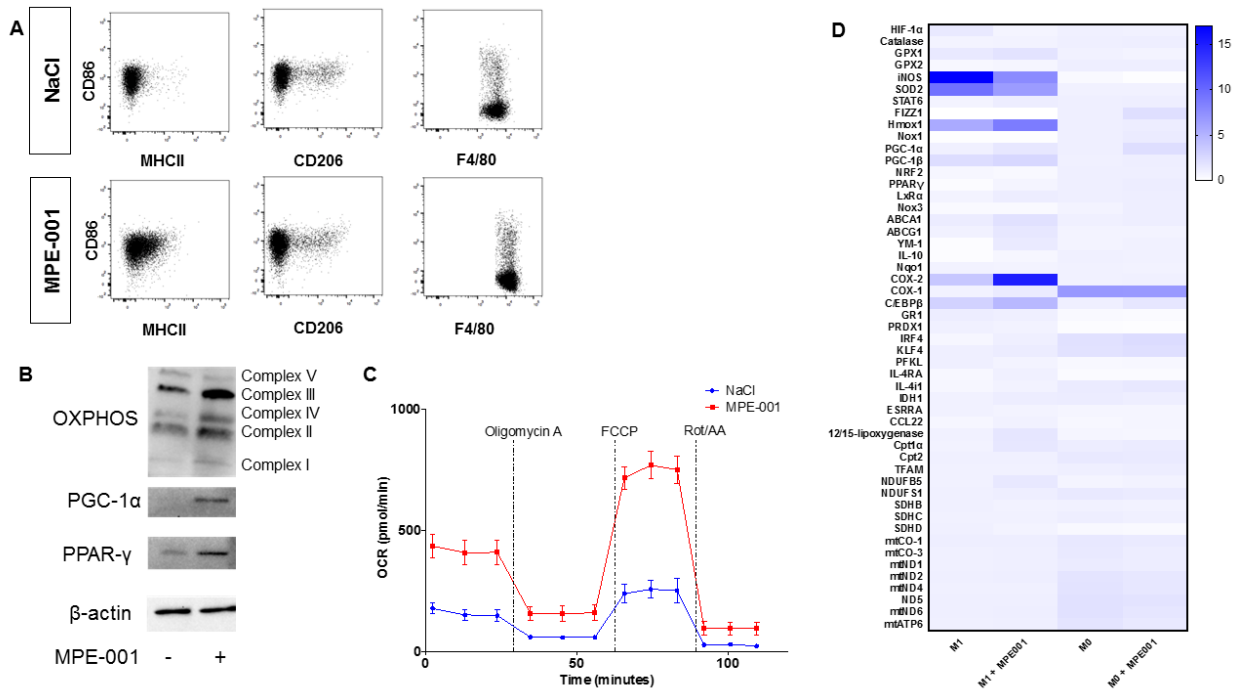 A
NaCl
CD86
MHCII
CD206
F4/80
MPE-001
CD86
MHCII
CD206
F4/80
B
OXPHOS
Complex V
Complex III
Complex IV
Complex II
Complex I
PGC-1α
PPAR-γ
β-actin
MPE-001
- +
C
NaCl
MPE-001
Oligomycin A
FCCP
Rot/AA
OCR (pmol/min)
1000
500
0
0 50 100
Time (minutes)
D
HIF-1α
Catalase
GPX1
GPX2
iNOS
SOD2
STAT6
FIZZ1
Hmox1
Nox1
PGC-1α
PGC-1β
NRF2
PPARγ
LxRα
Nox3
ABCA1
ABCG1
YM-1
IL-10
Nqo1
COX-2
COX-1
C/EBPβ
GR1
PRDX1
IRF4
KLF4
PFKL
IL-4RA
IL-4i1
IDH1
ESRRA
CCL22
12/15-lipoxygenase
Cpt1α
Cpt2
TFAM
NDUFB5
NDUFS1
SDHB
SDHC
SDHD
mtCO-1
mtCO-3
mtND1
mtND2
mtND4
ND5
mtND6
mtATP6
M1
M1 + MPE001
M0
M0 + MPE001
15
10
5
0